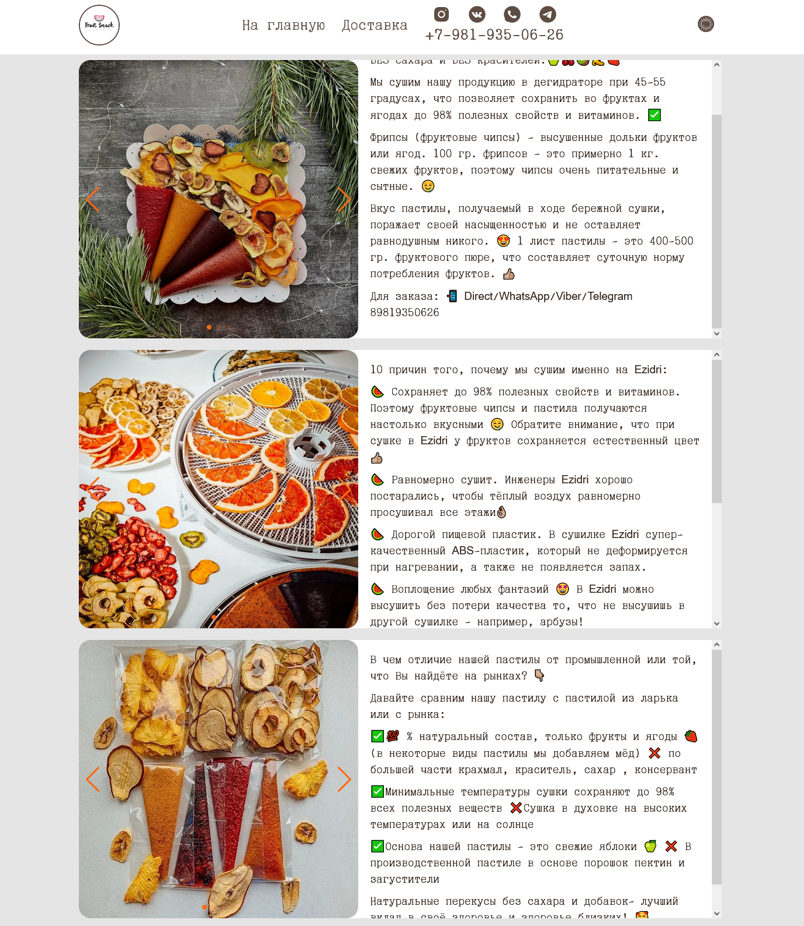 Fruit Snack
На главную Доставка
+7-981-935-06-26
БЕЗ сахара и БЕЗ красителей.🍏🍒🥝🍌🍓
Мы сушим нашу продукцию в дегидраторе при 45-55
градусах, что позволяет сохранить во фруктах и
ягодах до 98% полезных свойств и витаминов. ✅
Фрипсы (фруктовые чипсы) - высушенные дольки фруктов
или ягод. 100 гр. фрипсов - это примерно 1 кг.
свежих фруктов, поэтому чипсы очень питательные и
сытные. 😋
Вкус пастилы, получаемый в ходе бережной сушки,
поражает своей насыщенностью и не оставляет
равнодушным никого. 😍 1 лист пастилы - это 400-500
гр. фруктового пюре, что составляет суточную норму
потребления фруктов. 👍🏼
Для заказа: 📲 Direct/WhatsApp/Viber/Telegram
89819350626
10 причин того, почему мы сушим именно на Ezidri:
🍉 Сохраняет до 98% полезных свойств и витаминов.
Поэтому фруктовые чипсы и пастила получаются
настолько вкусными 😋 Обратите внимание, что при
сушке в Ezidri у фруктов сохраняется естественный цвет
👍🏼
🍉 Равномерно сушит. Инженеры Ezidri хорошо
постарались, чтобы тёплый воздух равномерно
просушивал все этажи👌🏼
🍉 Дорогой пищевой пластик. В сушилке Ezidri супер-
качественный ABS-пластик, который не деформируется
при нагревании, а также не появляется запах.
🍉 Воплощение любых фантазий 🤩 В Ezidri можно
высушить без потери качества то, что не высушишь в
другой сушилке - например, арбузы!
В чем отличие нашей пастилы от промышленной или той,
что Вы найдёте на рынках? 👇🏼
Давайте сравним нашу пастилу с пастилой из ларька
или с рынка:
✅💯 % натуральный состав, только фрукты и ягоды 🍓
(в некоторые виды пастилы мы добавляем мёд) ❌ по
большей части крахмал, краситель, сахар , консервант
✅Минимальные температуры сушки сохраняют до 98%
всех полезных веществ ❌Сушка в духовке на высоких
температурах или на солнце
✅Основа нашей пастилы - это свежие яблоки 🍏 ❌ В
производственной пастиле в основе порошок пектин и
загустители
Натуральные перекусы без сахара и добавок- лучший
вклад в своё здоровье и здоровье близких! 🥰